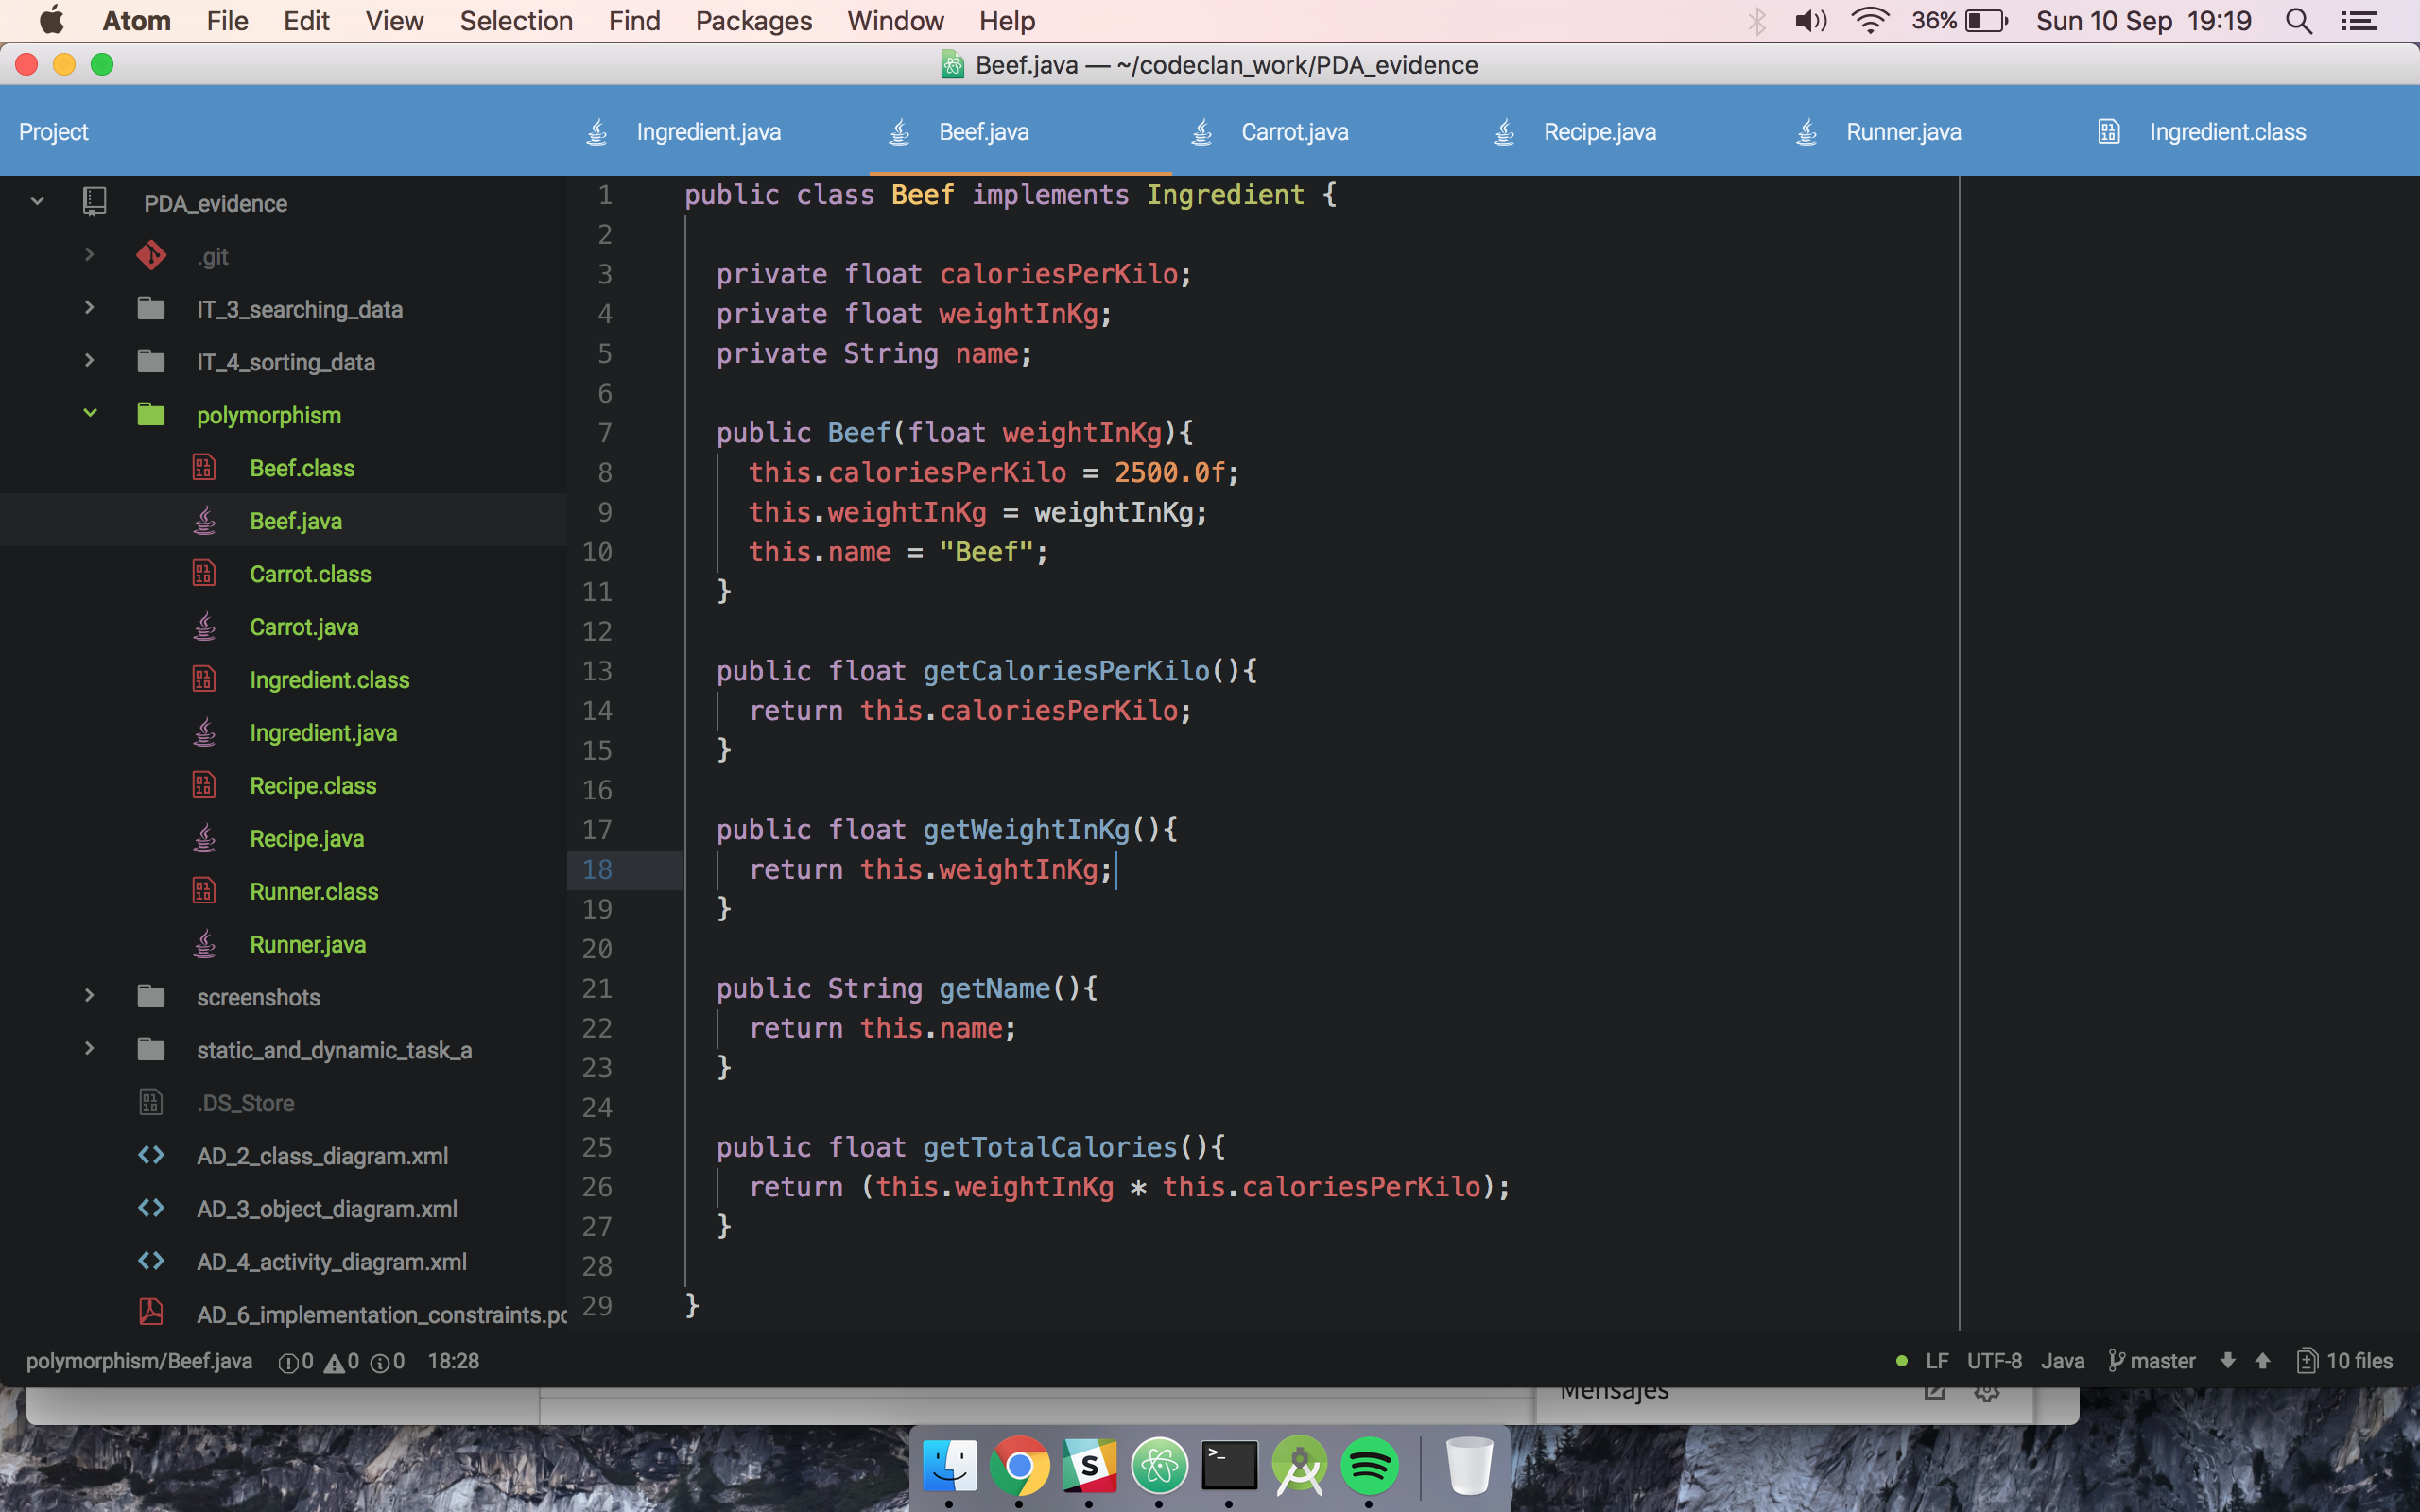 Atom File Edit View Selection Find Packages Window Help 36% Sun 10 Sep 19:19
Beef.java — ~/codeclan_work/PDA_evidence
Project Ingredient.java Beef.java Carrot.java Recipe.java Runner.java Ingredient.class
PDA_evidence
.git
IT_3_searching_data
IT_4_sorting_data
polymorphism
Beef.class
Beef.java
Carrot.class
Carrot.java
Ingredient.class
Ingredient.java
Recipe.class
Recipe.java
Runner.class
Runner.java
screenshots
static_and_dynamic_task_a
.DS_Store
AD_2_class_diagram.xml
AD_3_object_diagram.xml
AD_4_activity_diagram.xml
AD_6_implementation_constraints.pc
1 public class Beef implements Ingredient {
2
3 private float caloriesPerKilo;
4 private float weightInKg;
5 private String name;
6
7 public Beef(float weightInKg){
8 this.caloriesPerKilo = 2500.0f;
9 this.weightInKg = weightInKg;
10 this.name = "Beef";
11 }
12
13 public float getCaloriesPerKilo(){
14 return this.caloriesPerKilo;
15 }
16
17 public float getWeightInKg(){
18 return this.weightInKg;
19 }
20
21 public String getName(){
22 return this.name;
23 }
24
25 public float getTotalCalories(){
26 return (this.weightInKg * this.caloriesPerKilo);
27 }
28
29 }
polymorphism/Beef.java 0 0 0 18:28 LF UTF-8 Java master 10 files
Mensajes